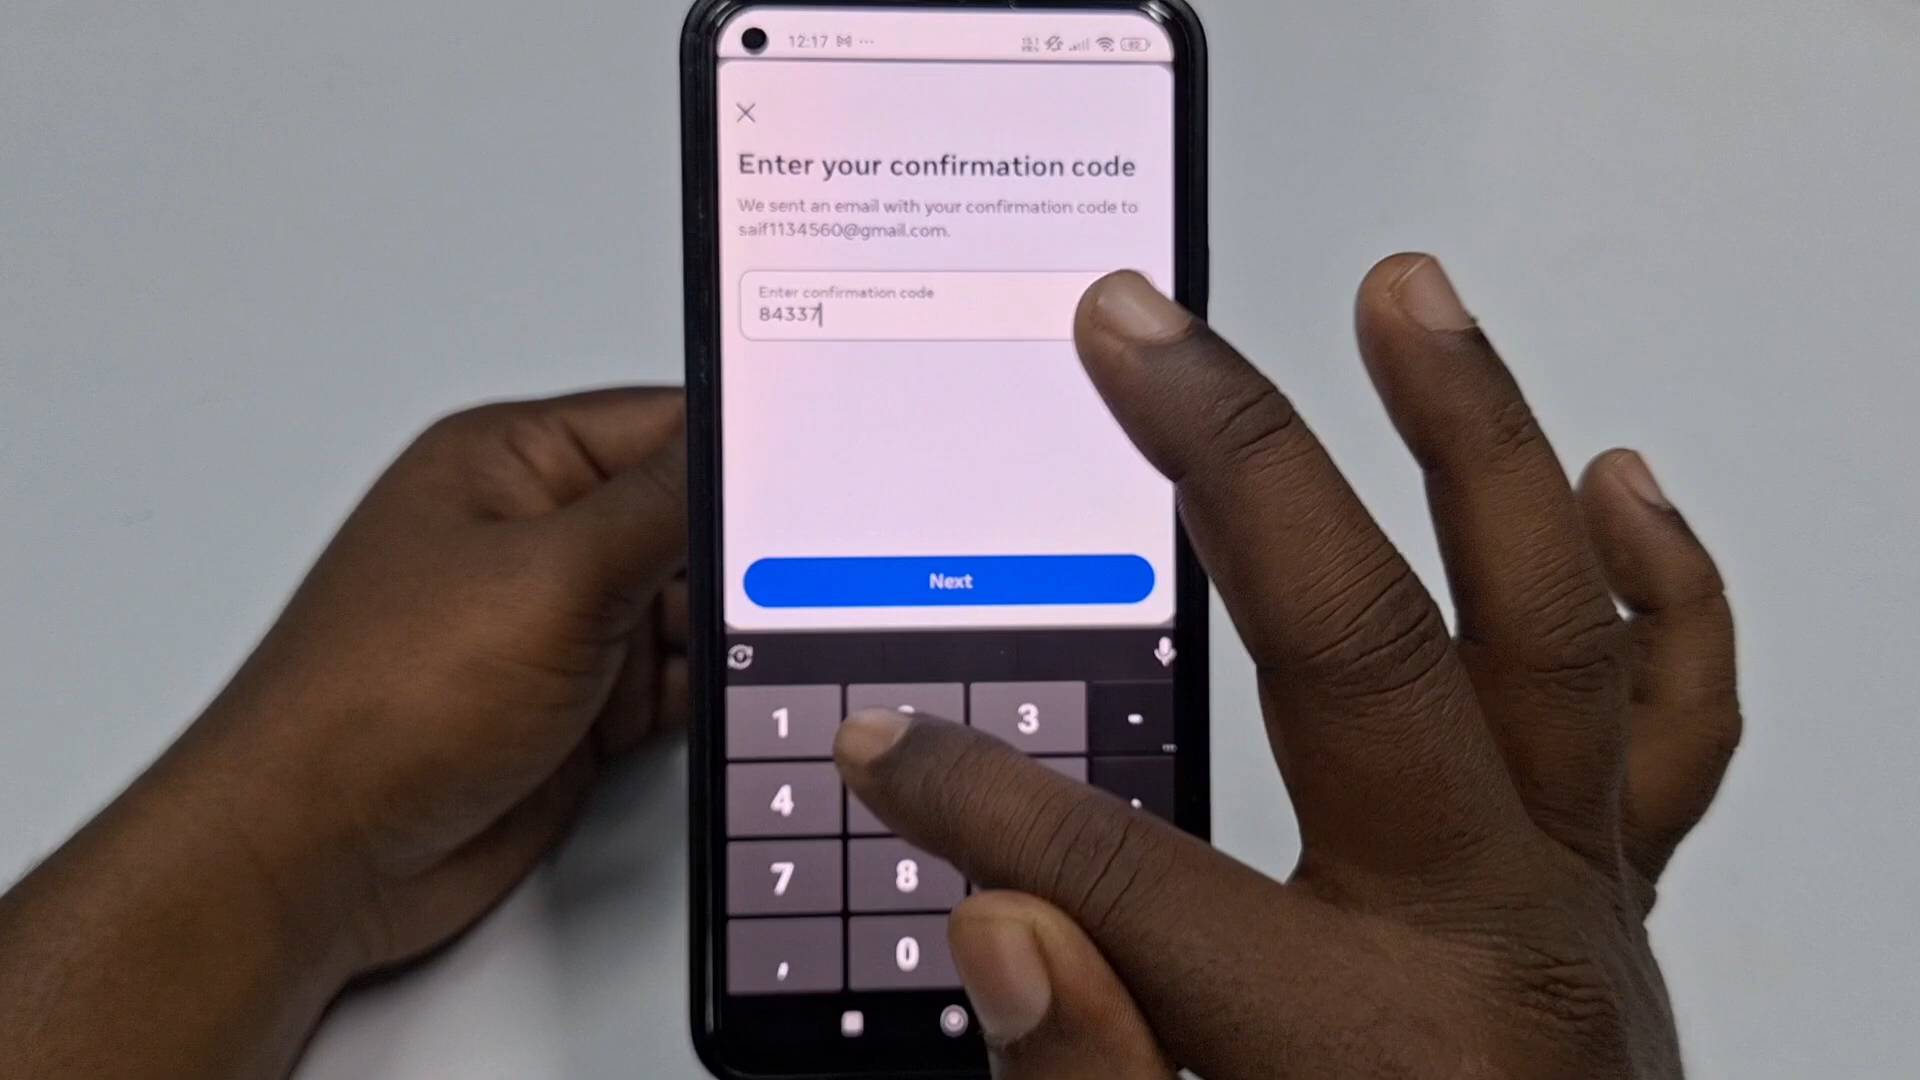 12:17
Enter your confirmation code
We sent an email with your confirmation code to
saif1134560@gmail.com.
Enter confirmation code
84337
Next
1
3
-
4
7
8
,
0